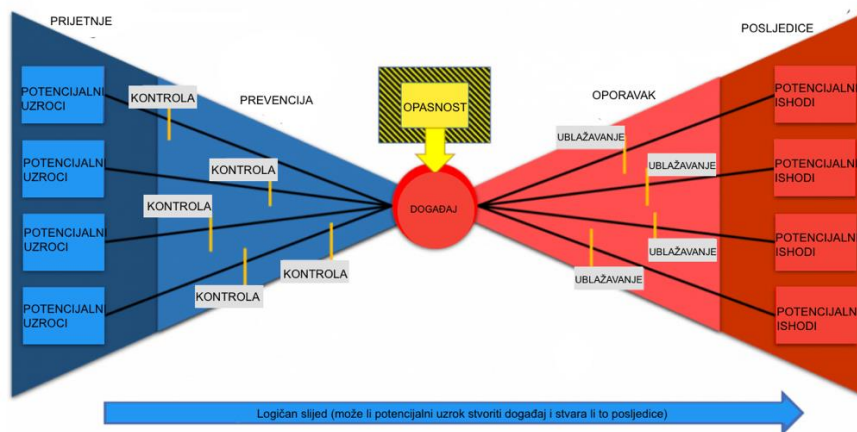 PRIJETNJE
POSLJEDICE
POTENCIJALNI
UZROCI
POTENCIJALNI
UZROCI
POTENCIJALNI
UZROCI
POTENCIJALNI
UZROCI
KONTROLA
PREVENCIJA
KONTROLA
KONTROLA
KONTROLA
KONTROLA
OPASNOST
DOGAĐAJ
OPORAVAK
UBLAŽAVANJE
UBLAŽAVANJE
UBLAŽAVANJE
UBLAŽAVANJE
POTENCIJALNI
ISHODI
POTENCIJALNI
ISHODI
POTENCIJALNI
ISHODI
POTENCIJALNI
ISHODI
Logičan slijed (može li potencijalni uzrok stvoriti događaj i stvara li to posljedice)